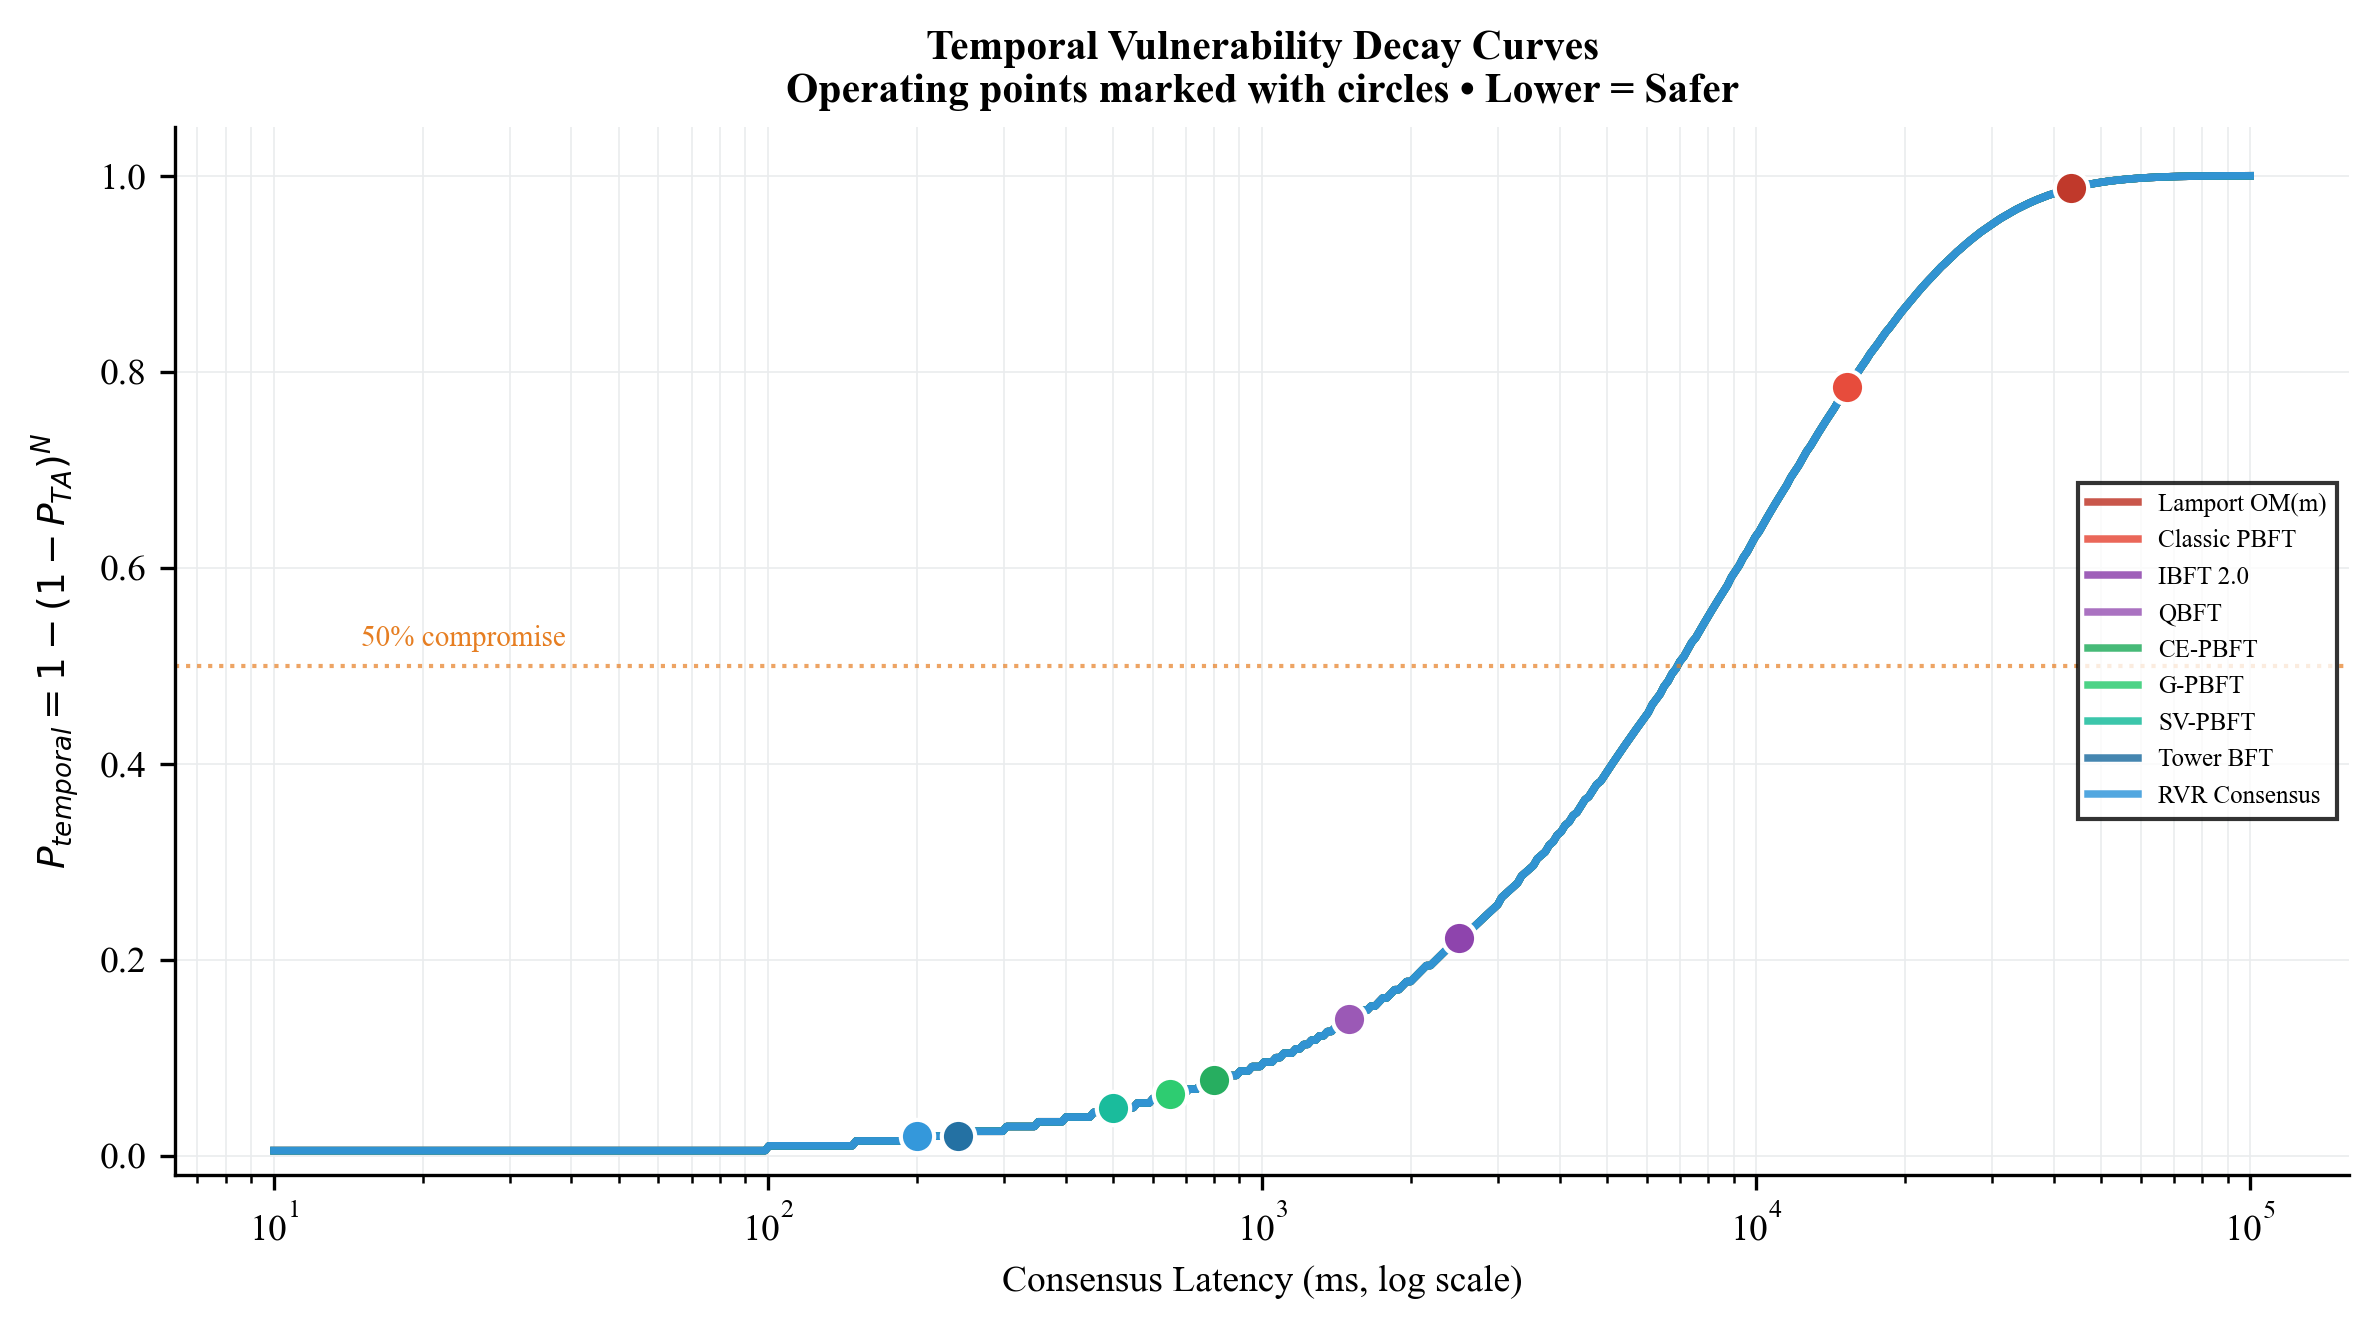 Temporal Vulnerability Decay Curves
Operating points marked with circles • Lower = Safer
P_temporal = 1 − (1 − P_TA)^N
1.0
0.8
0.6
0.4
0.2
0.0
50% compromise
Lamport OM(m)
Classic PBFT
IBFT 2.0
QBFT
CE-PBFT
G-PBFT
SV-PBFT
Tower BFT
RVR Consensus
10^1 10^2 10^3 10^4 10^5
Consensus Latency (ms, log scale)